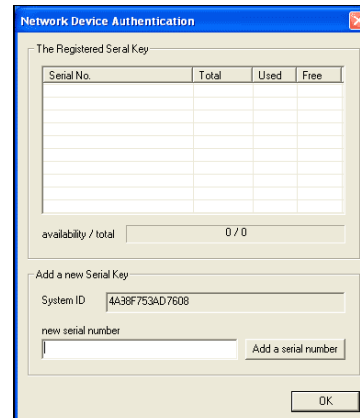 Network Device Authentication
The Registered Seral Key
Serial No. Total Used Free
availability / total 0 / 0
Add a new Serial Key
System ID 4A38F753AD7608
new serial number
Add a serial number
OK